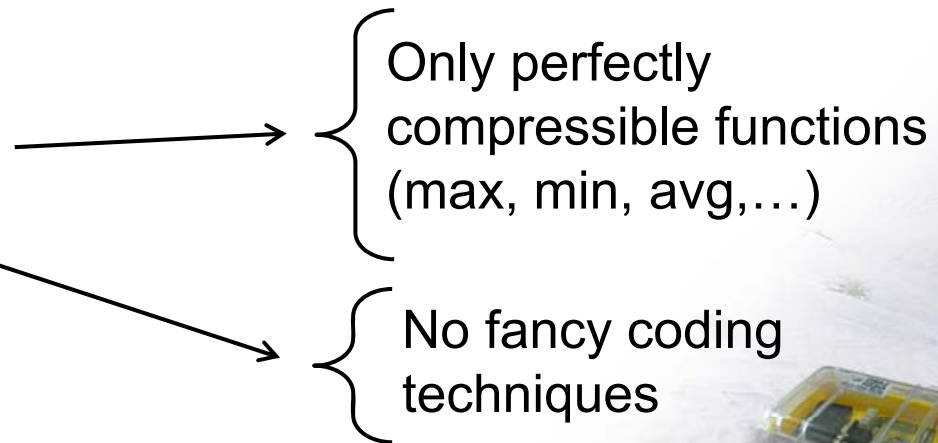 Only perfectly
compressible functions
(max, min, avg,…)
No fancy coding
techniques